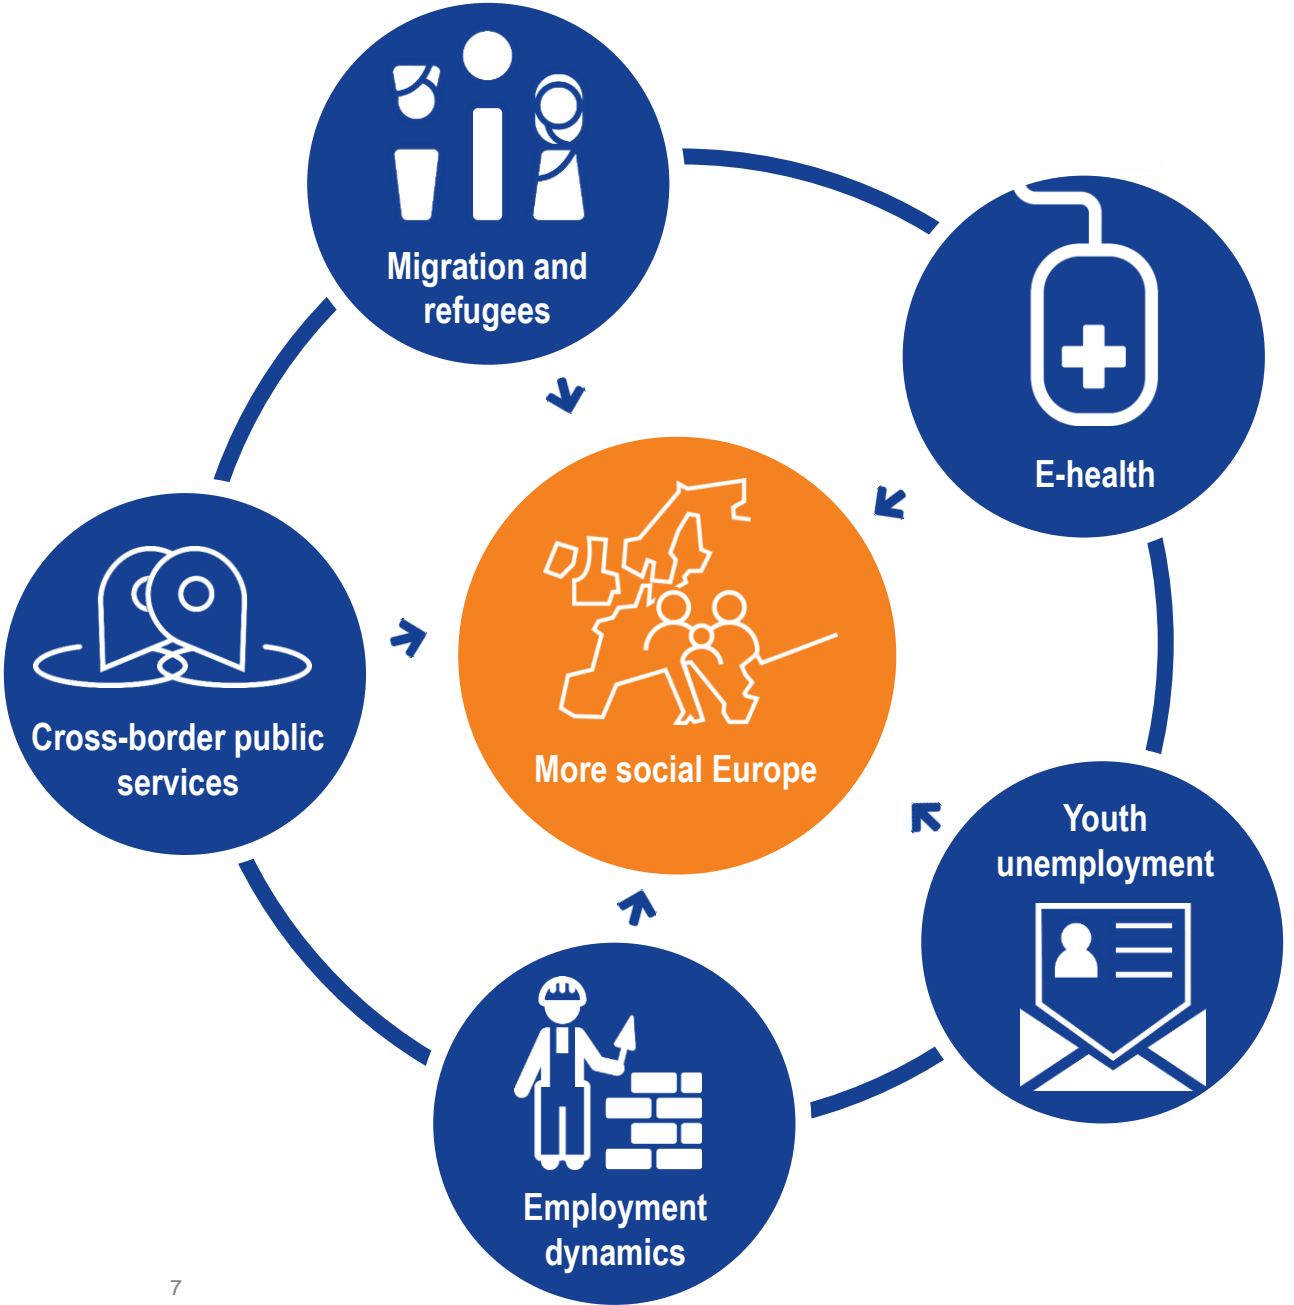 Migration and
refugees
E-health
Cross-border public
services
More social Europe
Youth
unemployment
Employment
dynamics
7